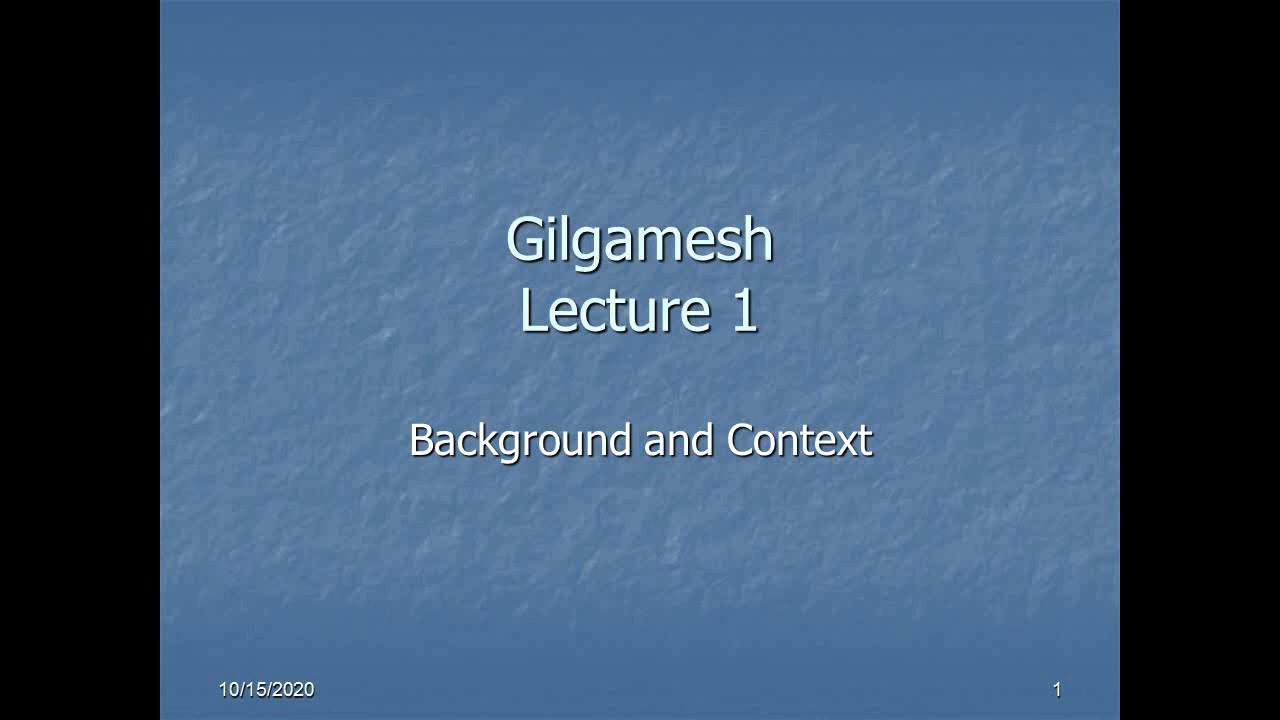 Gilgamesh
Lecture 1
Background and Context
10/15/2020
1